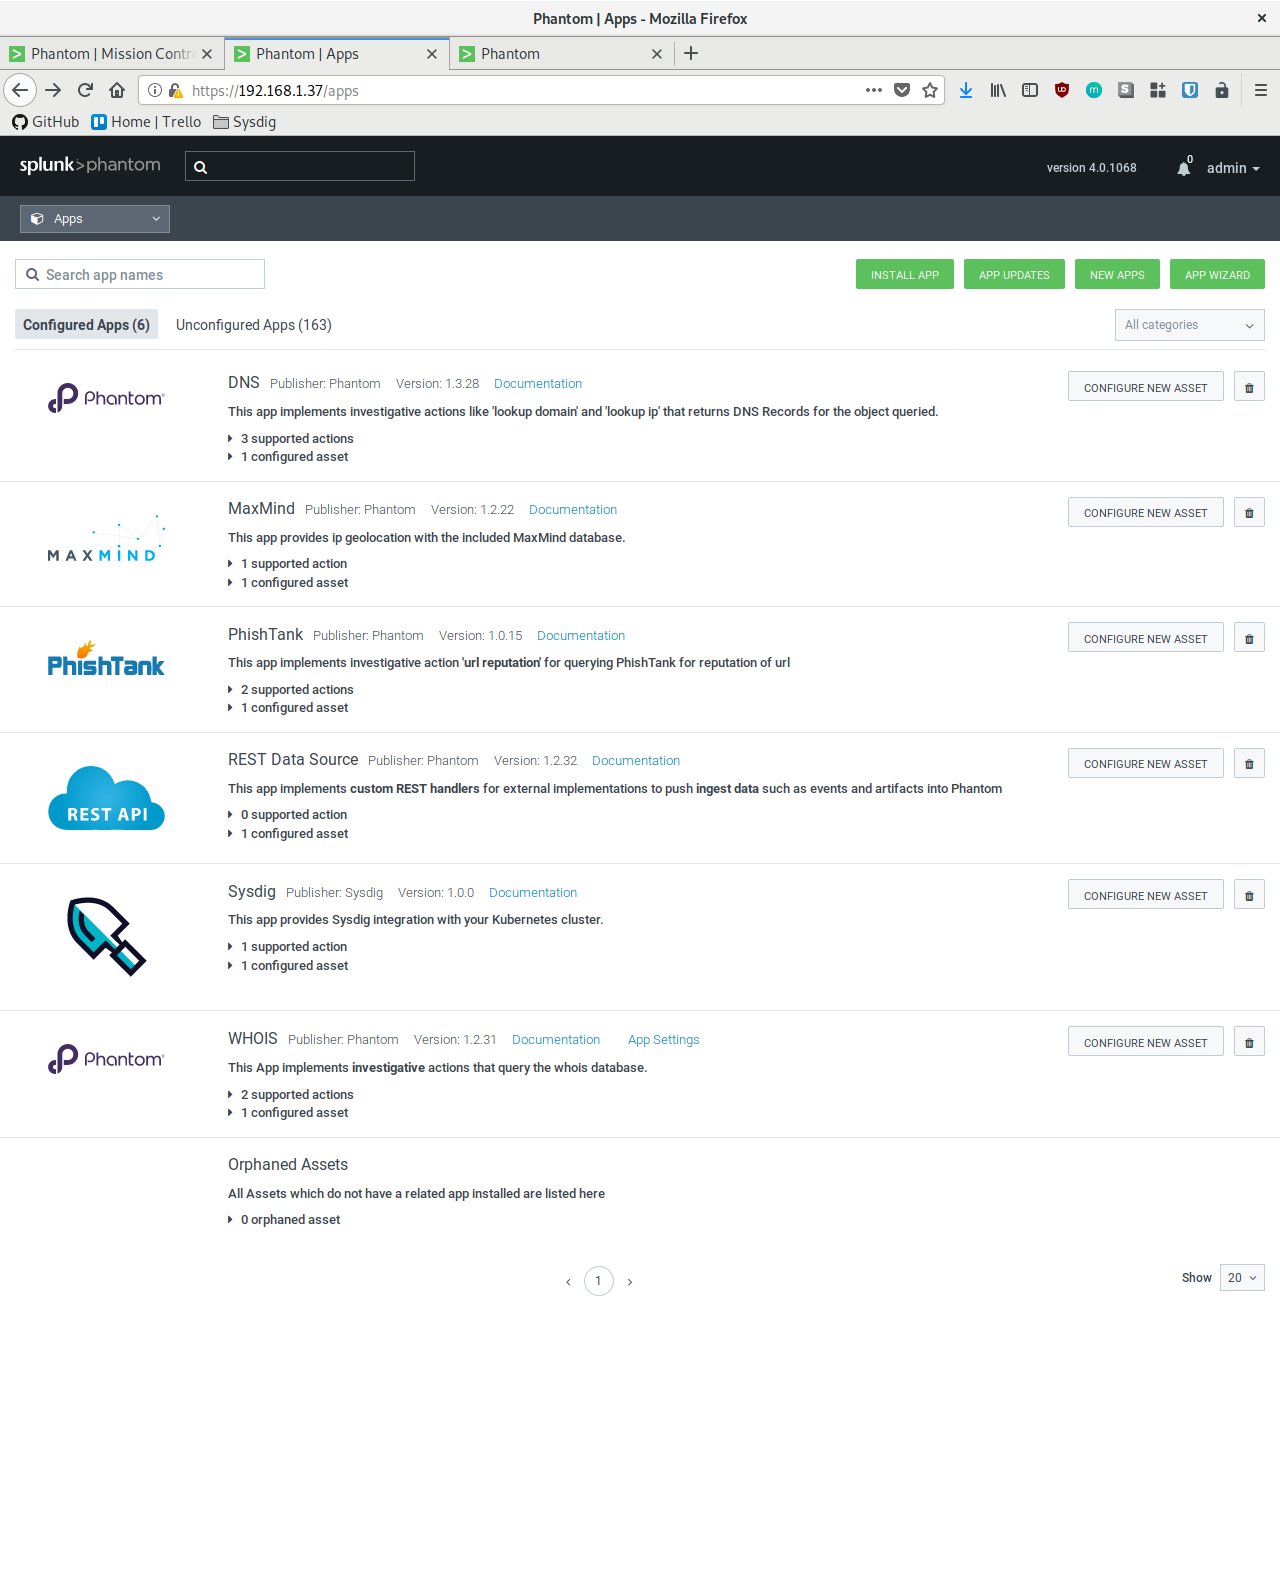 Phantom | Apps - Mozilla Firefox
Phantom | Mission Contr
Phantom | Apps
Phantom
https://192.168.1.37/apps
GitHub
Home | Trello
Sysdig
splunk>phantom
version 4.0.1068
0
admin
Apps
Search app names
INSTALL APP
APP UPDATES
NEW APPS
APP WIZARD
Configured Apps (6)
Unconfigured Apps (163)
All categories
Phantom
DNS Publisher: Phantom Version: 1.3.28 Documentation
CONFIGURE NEW ASSET
This app implements investigative actions like 'lookup domain' and 'lookup ip' that returns DNS Records for the object queried.
3 supported actions
1 configured asset
MAXMIND
MaxMind Publisher: Phantom Version: 1.2.22 Documentation
CONFIGURE NEW ASSET
This app provides ip geolocation with the included MaxMind database.
1 supported action
1 configured asset
PhishTank
PhishTank Publisher: Phantom Version: 1.0.15 Documentation
CONFIGURE NEW ASSET
This app implements investigative action 'url reputation' for querying PhishTank for reputation of url
2 supported actions
1 configured asset
REST API
REST Data Source Publisher: Phantom Version: 1.2.32 Documentation
CONFIGURE NEW ASSET
This app implements custom REST handlers for external implementations to push ingest data such as events and artifacts into Phantom
0 supported action
1 configured asset
Sysdig Publisher: Sysdig Version: 1.0.0 Documentation
CONFIGURE NEW ASSET
This app provides Sysdig integration with your Kubernetes cluster.
1 supported action
1 configured asset
Phantom
WHOIS Publisher: Phantom Version: 1.2.31 Documentation App Settings
CONFIGURE NEW ASSET
This App implements investigative actions that query the whois database.
2 supported actions
1 configured asset
Orphaned Assets
All Assets which do not have a related app installed are listed here
0 orphaned asset
‹ 1 ›
Show 20